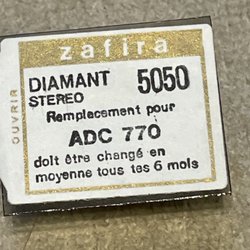 zafira
OUVRIR
DIAMANT 5050
STEREO
Remplacement pour
ADC 770
doit être changé en
moyenne tous les 6 mois